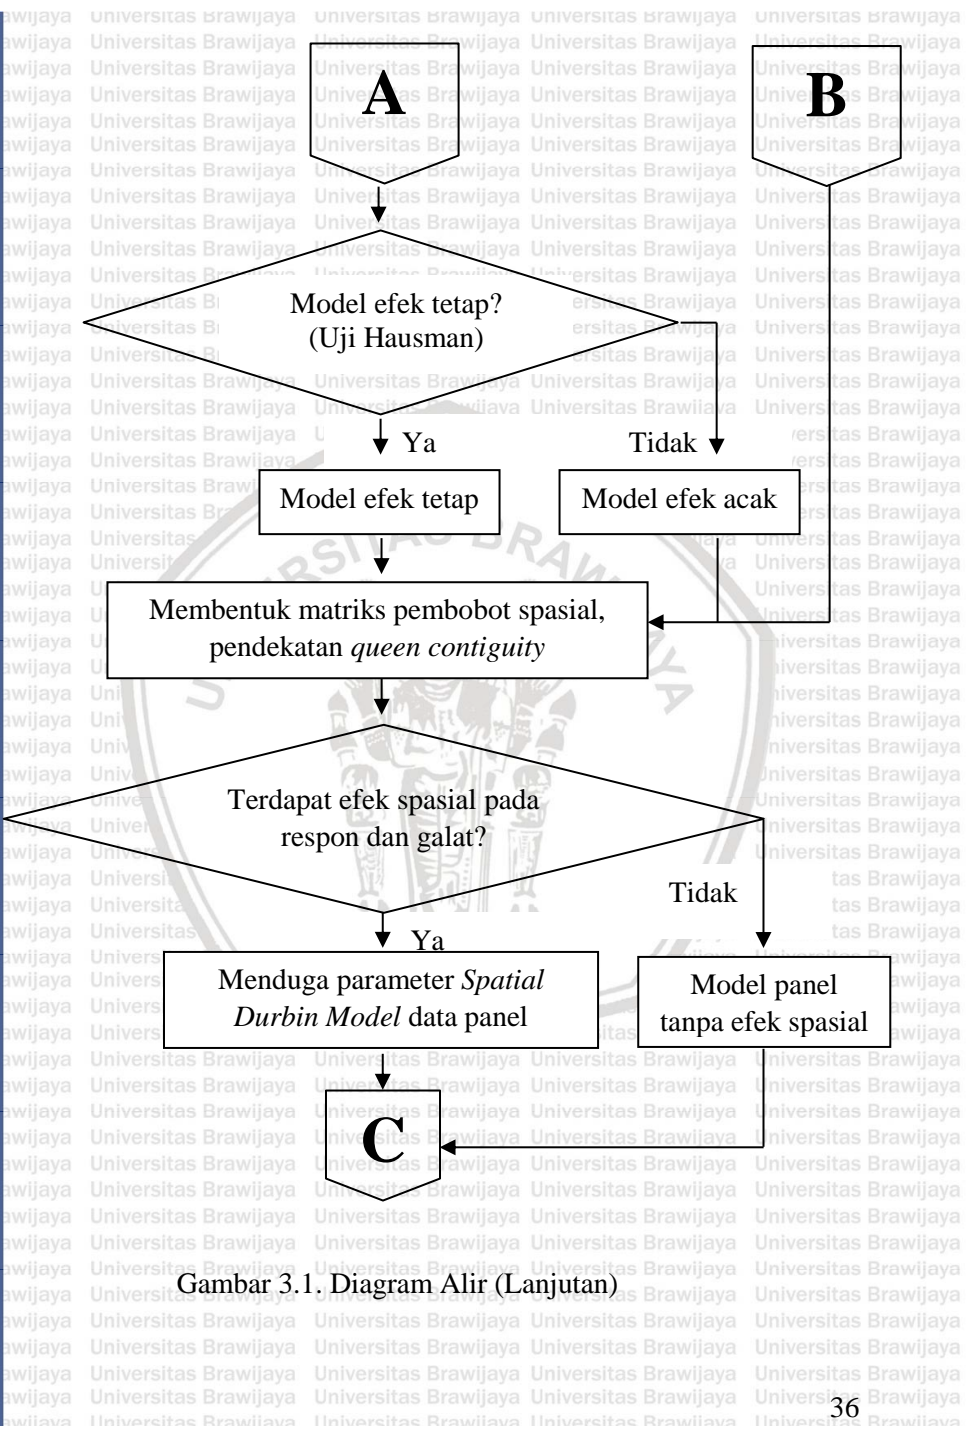 A
B
Model efek tetap?
(Uji Hausman)
Ya
Tidak
Model efek tetap
Model efek acak
Membentuk matriks pembobot spasial,
pendekatan queen contiguity
Terdapat efek spasial pada
respon dan galat?
Tidak
Ya
Menduga parameter Spatial
Durbin Model data panel
Model panel
tanpa efek spasial
C
Gambar 3.1. Diagram Alir (Lanjutan)
36